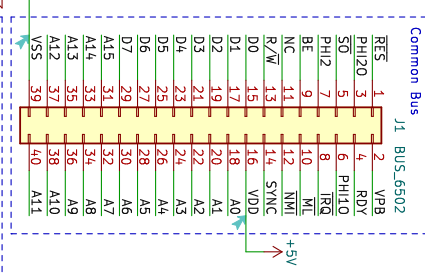 Common Bus
J1 BUS_6502
RES 1 2 VPB
PHI2O 3 4 RDY
SO 5 6 PHI1O
PHI2 7 8 IRQ
BE 9 10 ML
NC 11 12 NMI
R/W 13 14 SYNC
D0 15 16 VDD
+5V
D1 17 18 A0
D2 19 20 A1
D3 21 22 A2
D4 23 24 A3
D5 25 26 A4
D6 27 28 A5
D7 29 30 A6
A15 31 32 A7
A14 33 34 A8
A13 35 36 A9
A12 37 38 A10
VSS 39 40 A11